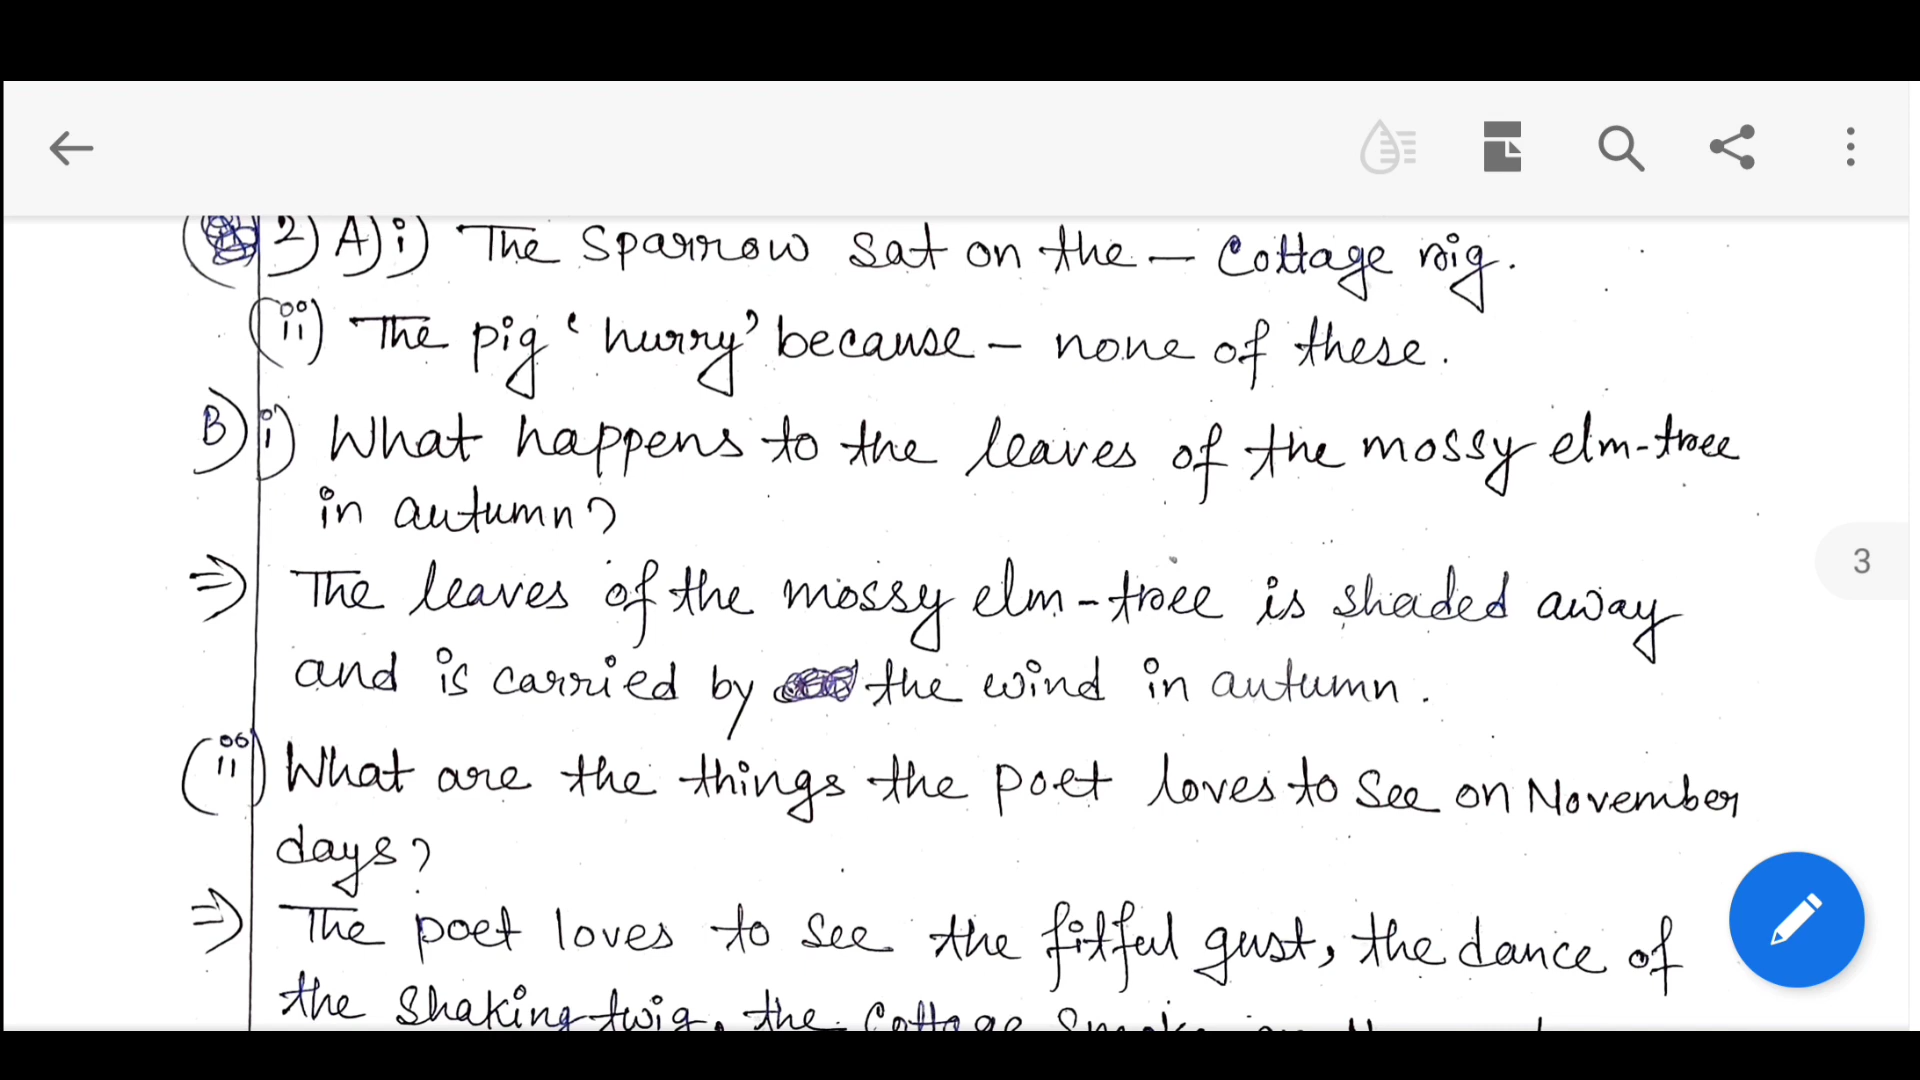 2) A) i) The Sparrow sat on the - Cottage rig.
(ii) The pig 'hurry' because - none of these.
B) i) What happens to the leaves of the mossy elm-tree
in autumn?
⇒ The leaves of the mossy elm-tree is shaded away
and is carried by the wind in autumn.
3
(ii) What are the things the poet loves to see on November
days?
⇒ The poet loves to see the fitful gust, the dance of
the shaking twig, the cottage smoke